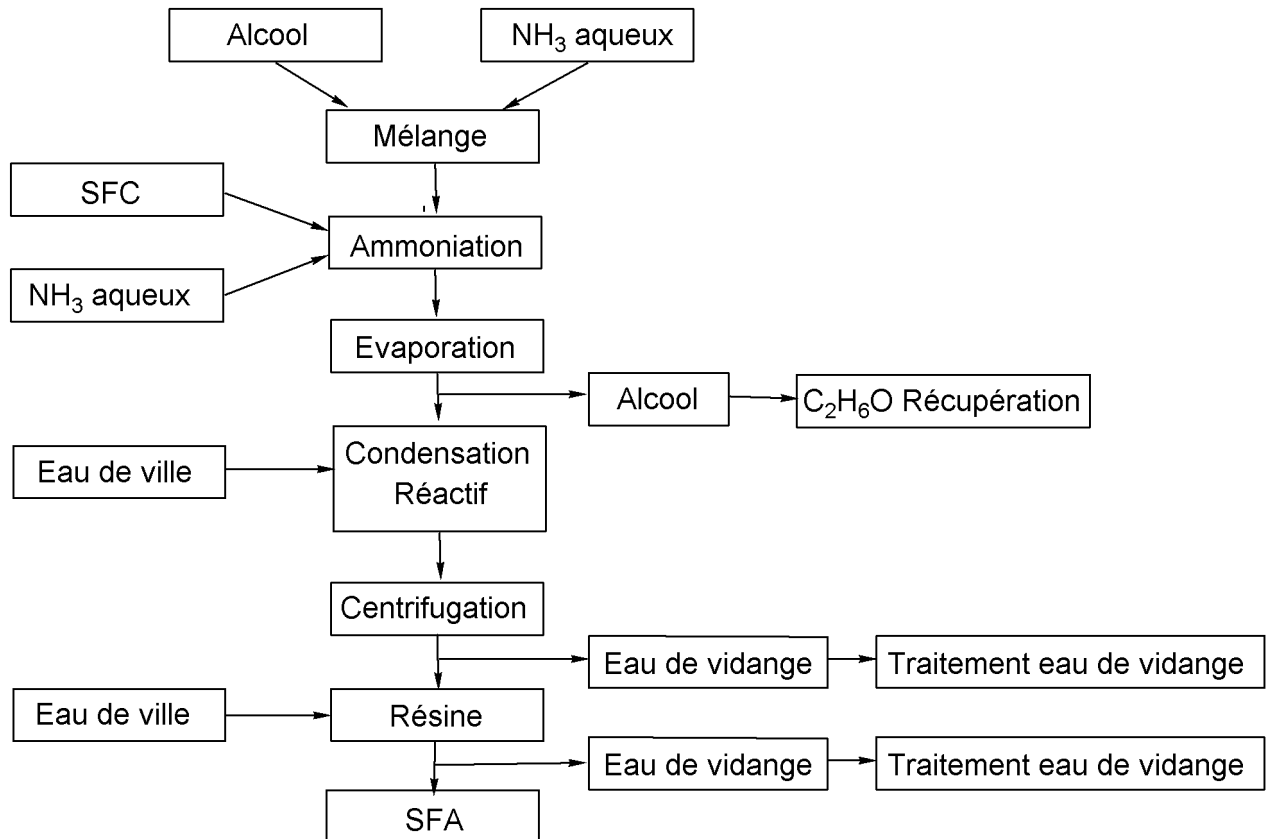 Alcool
NH₃ aqueux
Mélange
SFC
Ammoniation
NH₃ aqueux
Evaporation
Alcool
C₂H₆O Récupération
Eau de ville
Condensation
Réactif
Centrifugation
Eau de vidange
Traitement eau de vidange
Eau de ville
Résine
Eau de vidange
Traitement eau de vidange
SFA